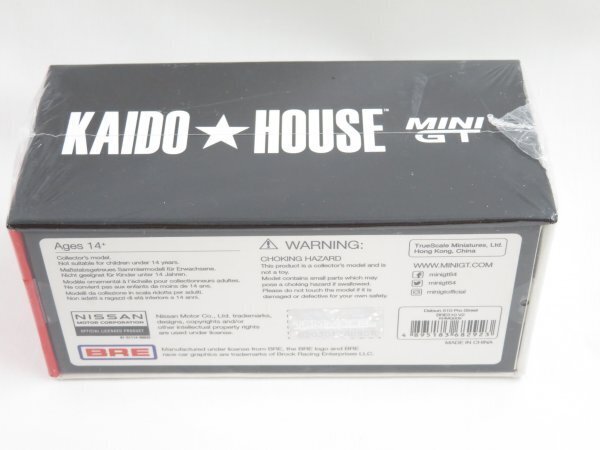 KAIDO ★ HOUSE
MINI GT
Ages 14+
Collector's model.
Not suitable for children under 14 years.
Maßstabsgetreues Sammlermodell für Erwachsene.
Nicht geeignet für Kinder unter 14 Jahren.
Modèle ornamental à l'échelle pour collectionneurs adultes.
Ne convient pas aux enfants de moins de 14 ans.
Modello da collezione in scala ridotta per adulti.
Non adatti a ragazzi di età inferiore a 14 anni.
WARNING:
CHOKING HAZARD
This product is a collector's model and is
not a toy.
Model contains small parts which may
pose a choking hazard if swallowed.
Do not touch the model if it is
damaged or defective for your own safety.
TrueScale Miniatures, Ltd.
Hong Kong, China
WWW.MINIGT.COM
minigt64
minigt64
minigtofficial
NISSAN
MOTOR CORPORATION
OFFICIAL LICENSED PRODUCT
Nissan Motor Co., Ltd. trademarks,
designs, copyrights and/or
other intellectual property rights
are used under license.
BRE
Manufactured under license from BRE, the BRE logo and BRE
race car graphics are trademarks of Brock Racing Enterprises LLC.
Datsun 510 Pro Street
4 895183 682923
MADE IN CHINA